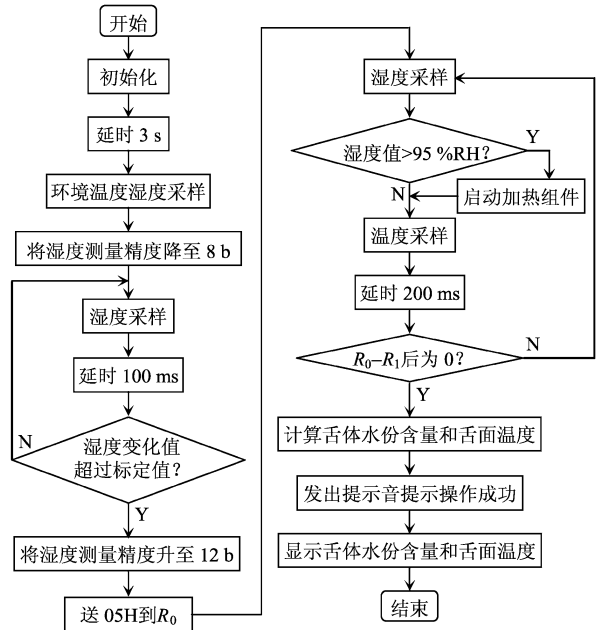 开始
初始化
延时 3 s
环境温度湿度采样
将湿度测量精度降至 8 b
湿度采样
延时 100 ms
湿度变化值
超过标定值？
N
Y
将湿度测量精度升至 12 b
送 05H到R0
湿度采样
湿度值>95 %RH？
Y
N
启动加热组件
温度采样
延时 200 ms
R0–R1后为 0？
N
Y
计算舌体水份含量和舌面温度
发出提示音提示操作成功
显示舌体水份含量和舌面温度
结束